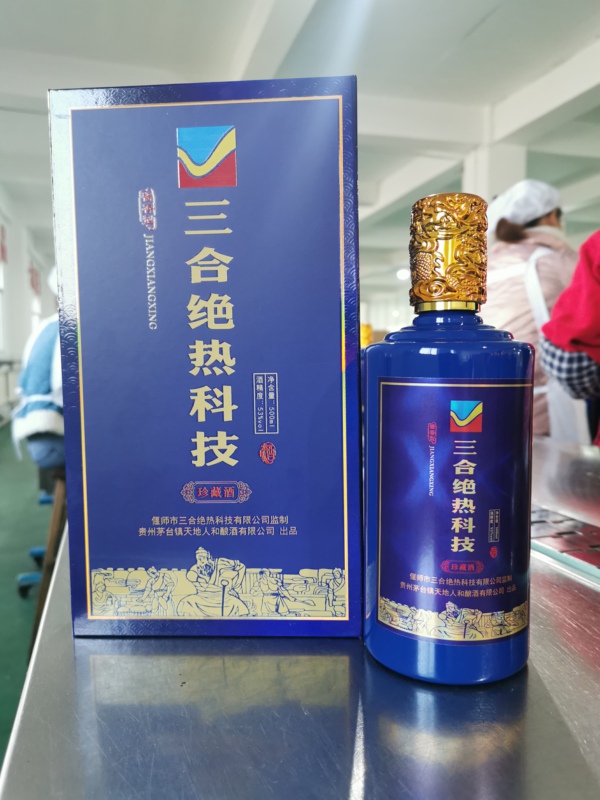 酱香型
JIANGXIANGXING
三合绝热科技
净含量：500ml
酒精度：53%vol
珍藏酒
偃师市三合绝热科技有限公司监制
贵州茅台镇天地人和酿酒有限公司 出品
JIANGXIANGXING
三合绝热科技
珍藏酒
偃师市三合绝热科技有限公司监制
贵州茅台镇天地人和酿酒有限公司 出品